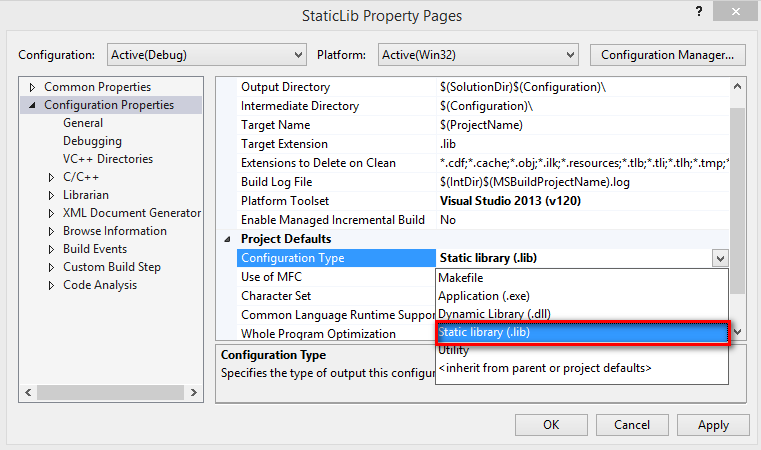 StaticLib Property Pages
? ×
Configuration: Active(Debug) Platform: Active(Win32) Configuration Manager...
Common Properties
Configuration Properties
General
Debugging
VC++ Directories
C/C++
Librarian
XML Document Generator
Browse Information
Build Events
Custom Build Step
Code Analysis
Output Directory $(SolutionDir)$(Configuration)\
Intermediate Directory $(Configuration)\
Target Name $(ProjectName)
Target Extension .lib
Extensions to Delete on Clean *.cdf;*.cache;*.obj;*.ilk;*.resources;*.tlb;*.tli;*.tlh;*.tmp;*
Build Log File $(IntDir)$(MSBuildProjectName).log
Platform Toolset Visual Studio 2013 (v120)
Enable Managed Incremental Build No
Project Defaults
Configuration Type Static library (.lib)
Use of MFC
Character Set
Common Language Runtime Suppor
Whole Program Optimization
Makefile
Application (.exe)
Dynamic Library (.dll)
Static library (.lib)
Utility
<inherit from parent or project defaults>
Configuration Type
Specifies the type of output this configur
OK Cancel Apply